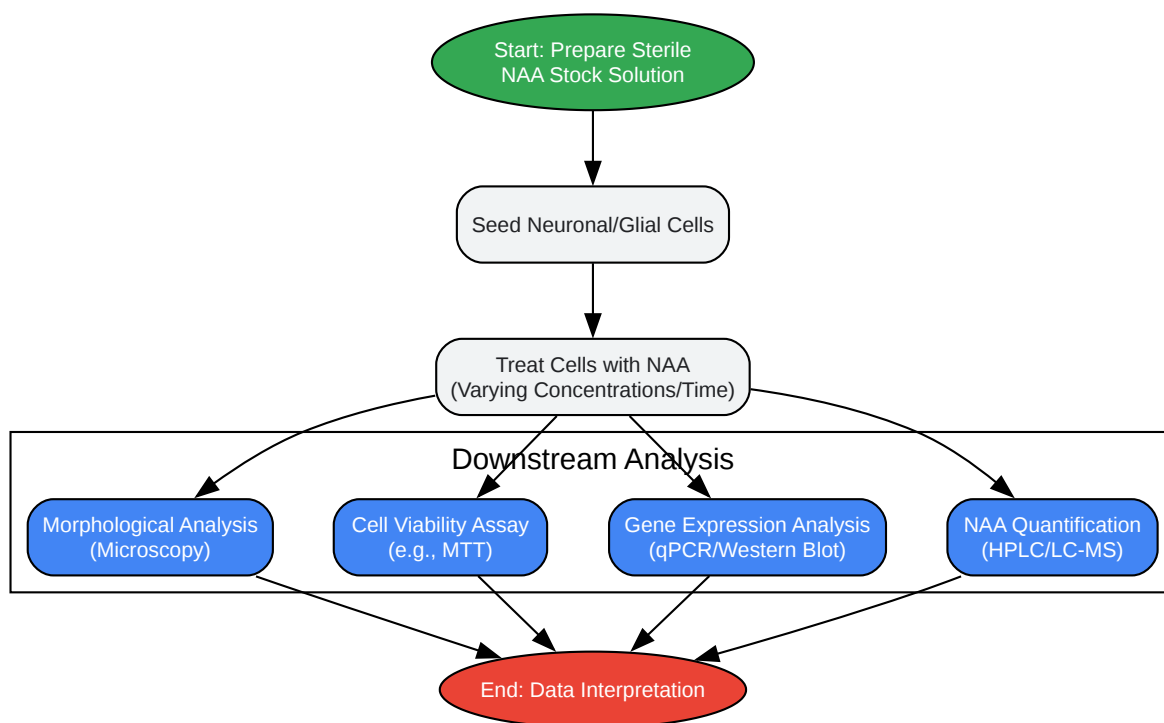 Start: Prepare Sterile
NAA Stock Solution
Seed Neuronal/Glial Cells
Treat Cells with NAA
(Varying Concentrations/Time)
Downstream Analysis
Morphological Analysis
(Microscopy)
Cell Viability Assay
(e.g., MTT)
Gene Expression Analysis
(qPCR/Western Blot)
NAA Quantification
(HPLC/LC-MS)
End: Data Interpretation